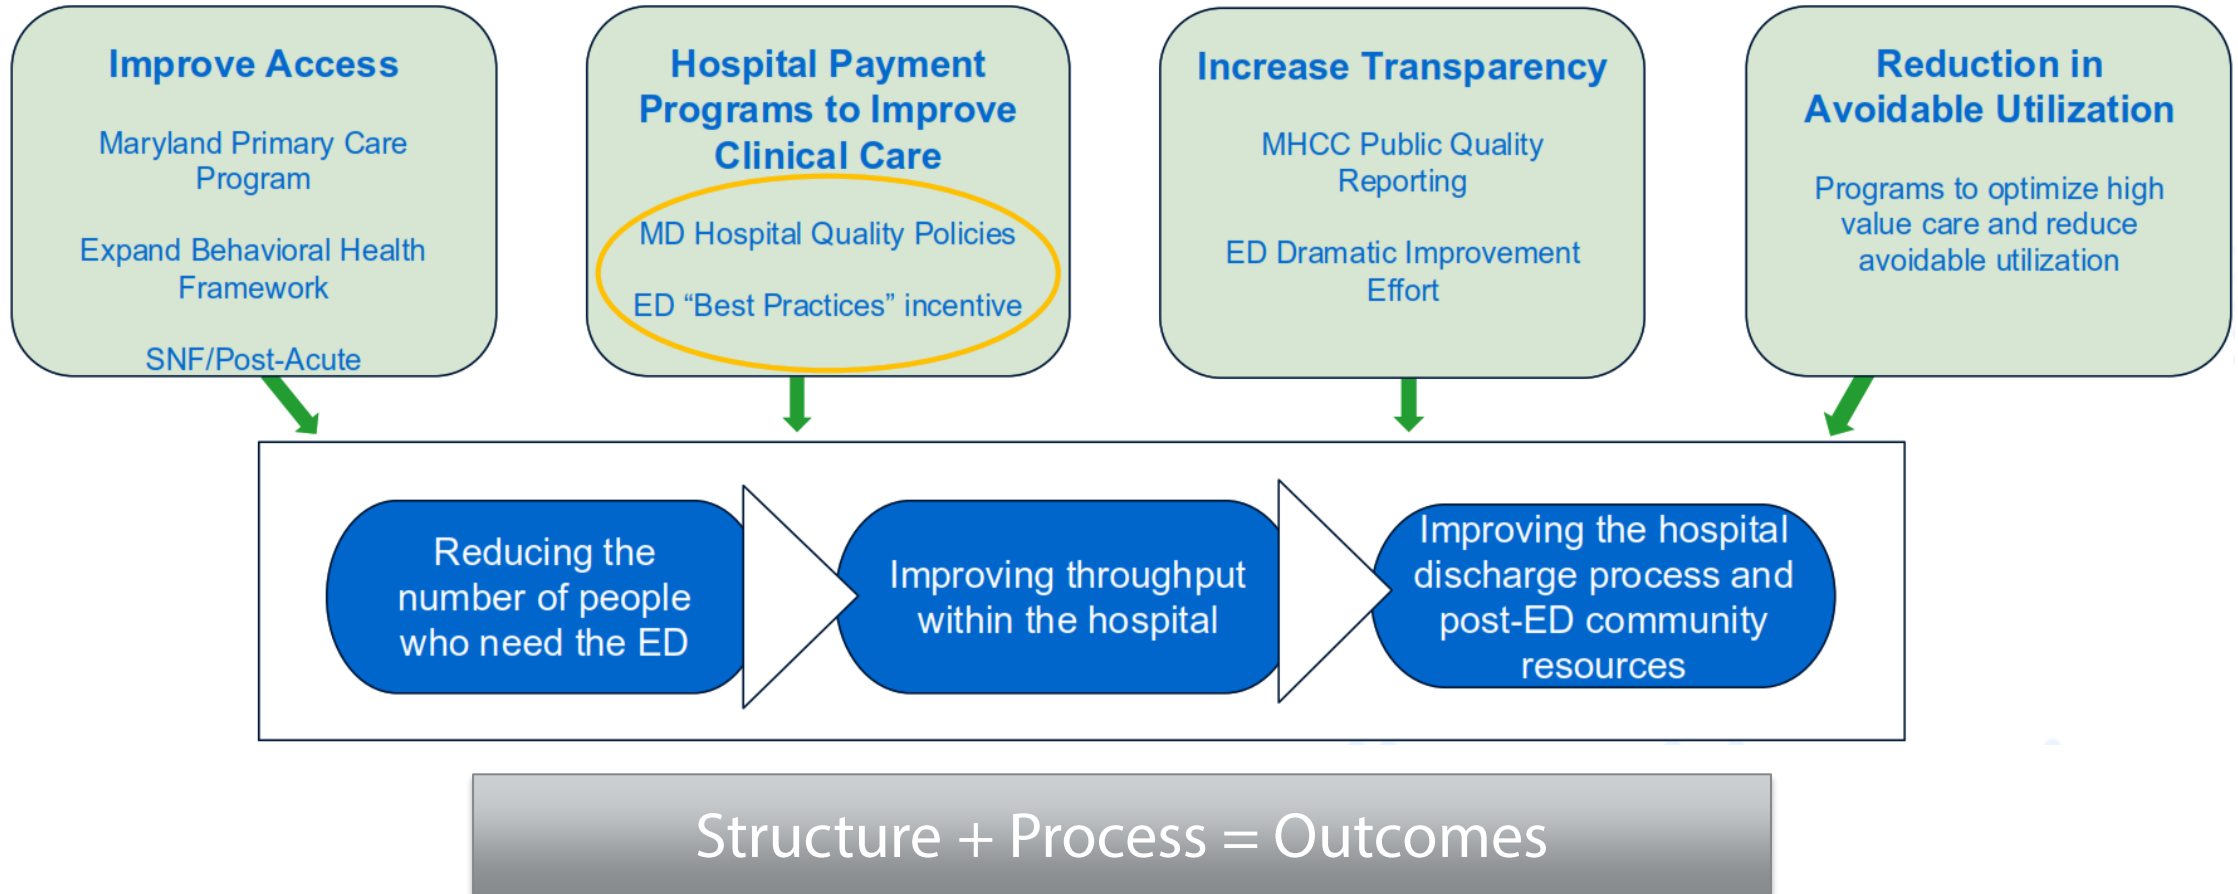 Improve Access
Maryland Primary Care
Program
Expand Behavioral Health
Framework
SNF/Post-Acute
Hospital Payment
Programs to Improve
Clinical Care
MD Hospital Quality Policies
ED “Best Practices” incentive
Increase Transparency
MHCC Public Quality
Reporting
ED Dramatic Improvement
Effort
Reduction in
Avoidable Utilization
Programs to optimize high
value care and reduce
avoidable utilization
Reducing the
number of people
who need the ED
Improving throughput
within the hospital
Improving the hospital
discharge process and
post-ED community
resources
Structure + Process = Outcomes